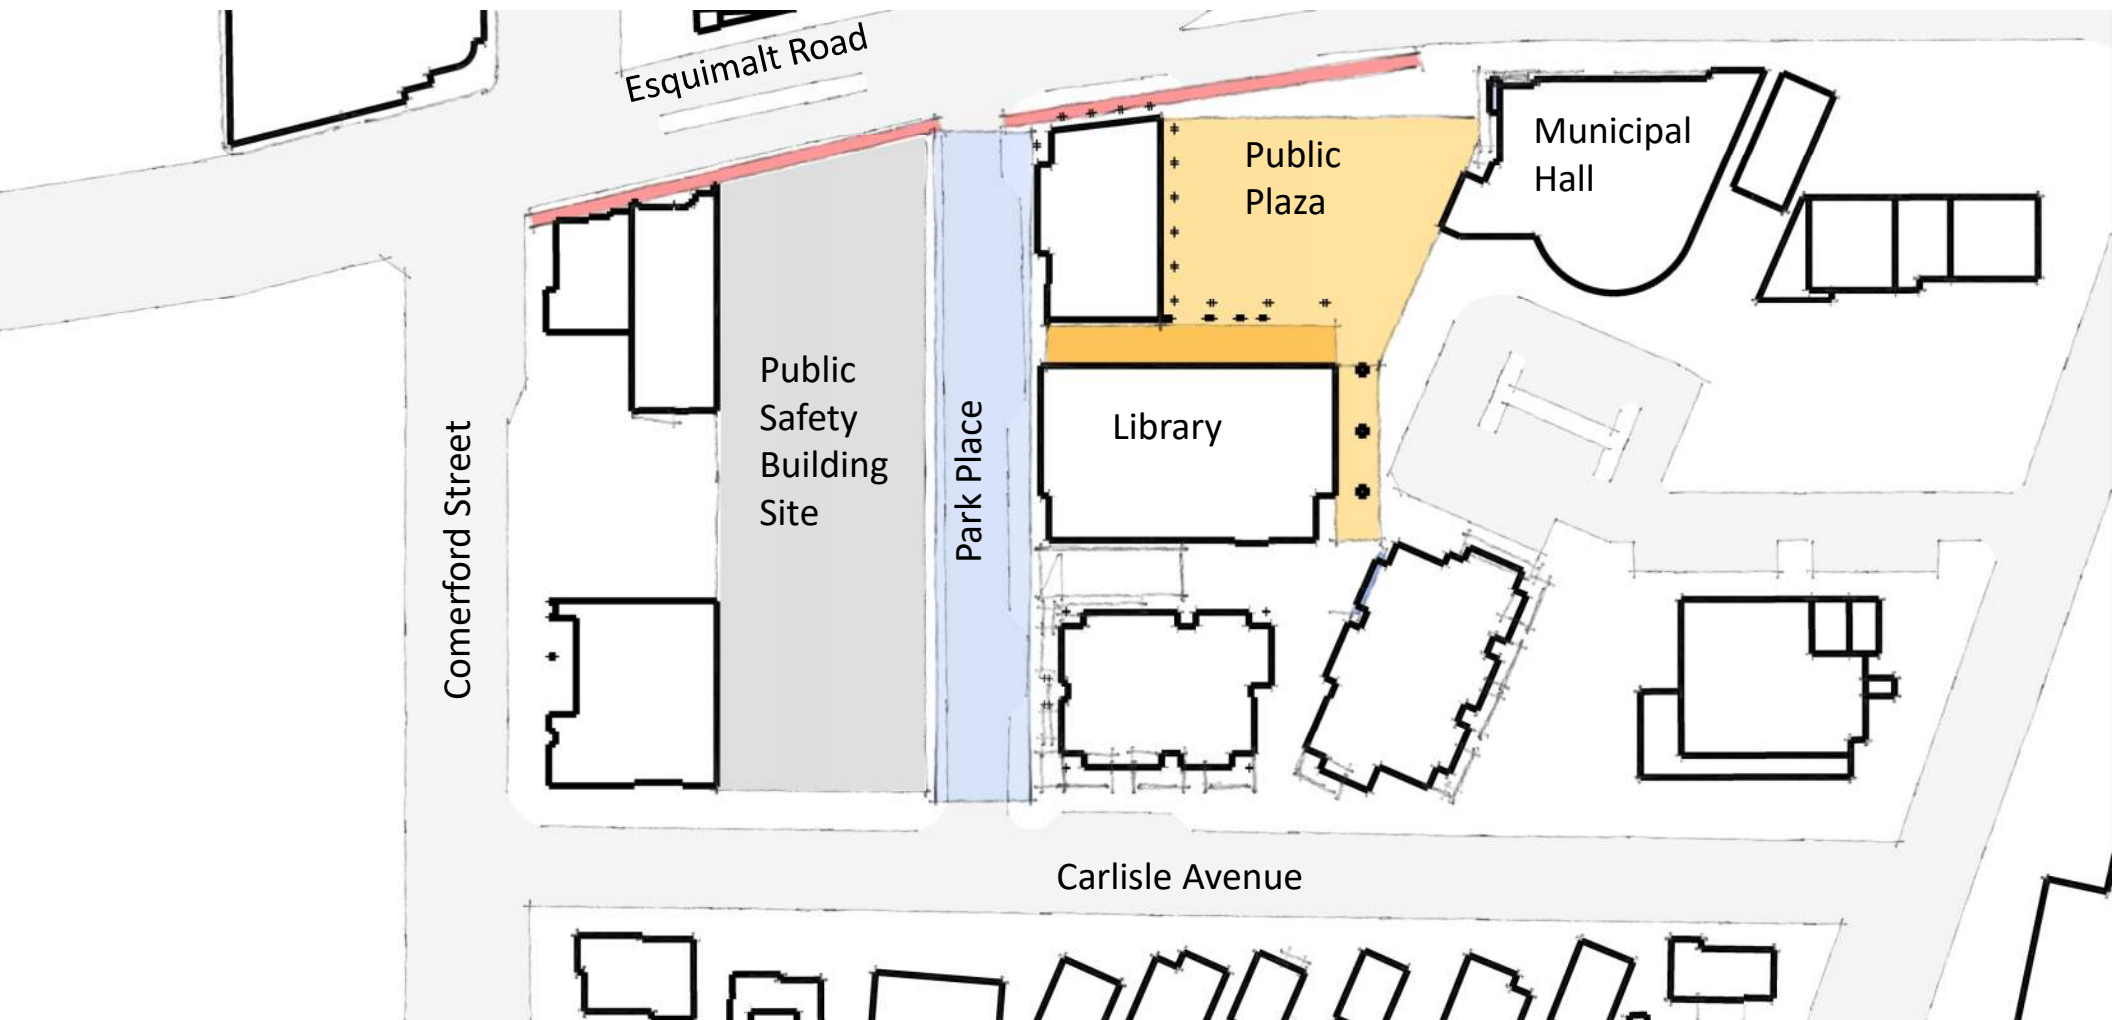 Esquimalt Road
Public
Plaza
Municipal
Hall
Public
Safety
Building
Site
Park Place
Library
Comerford Street
Carlisle Avenue